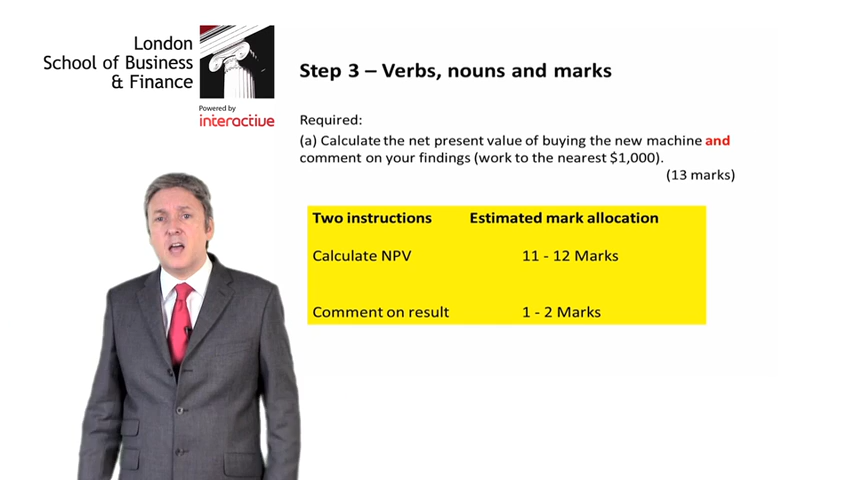 London
School of Business
& Finance
Powered by
interactive
Step 3 – Verbs, nouns and marks
Required:
(a) Calculate the net present value of buying the new machine and
comment on your findings (work to the nearest $1,000).
(13 marks)
Two instructions Estimated mark allocation
Calculate NPV 11 - 12 Marks
Comment on result 1 - 2 Marks